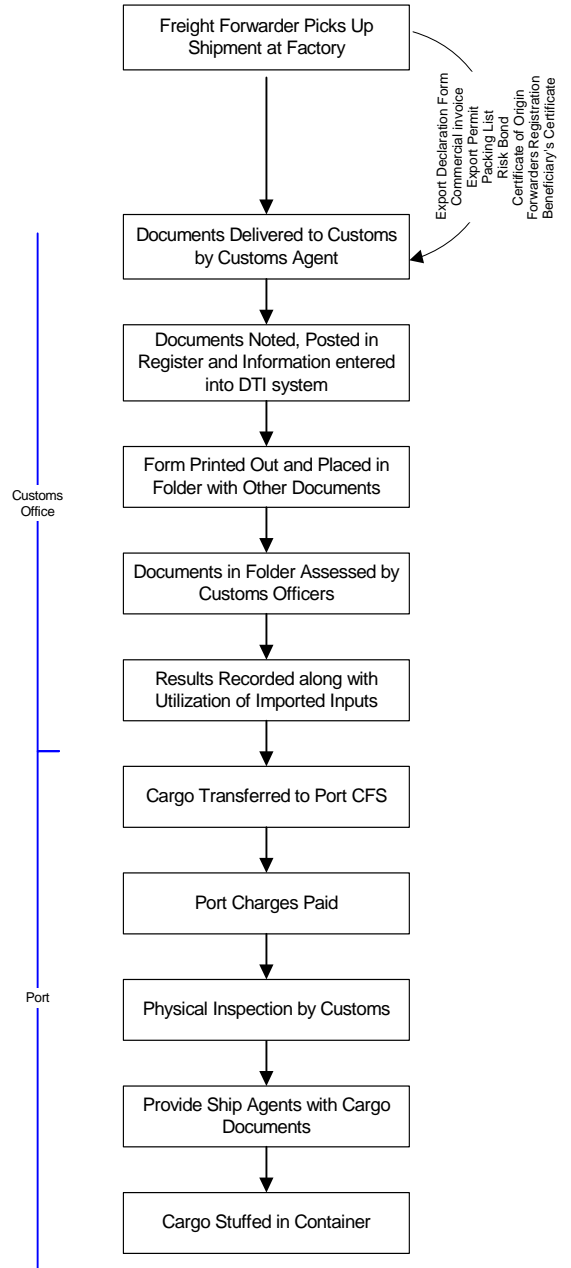 Freight Forwarder Picks Up
Shipment at Factory
Export Declaration Form
Commercial invoice
Export Permit
Packing List
Risk Bond
Certificate of Origin
Forwarders Registration
Beneficiary's Certificate
Documents Delivered to Customs
by Customs Agent
Documents Noted, Posted in
Register and Information entered
into DTI system
Form Printed Out and Placed in
Folder with Other Documents
Customs
Office
Documents in Folder Assessed by
Customs Officers
Results Recorded along with
Utilization of Imported Inputs
Cargo Transferred to Port CFS
Port Charges Paid
Port
Physical Inspection by Customs
Provide Ship Agents with Cargo
Documents
Cargo Stuffed in Container